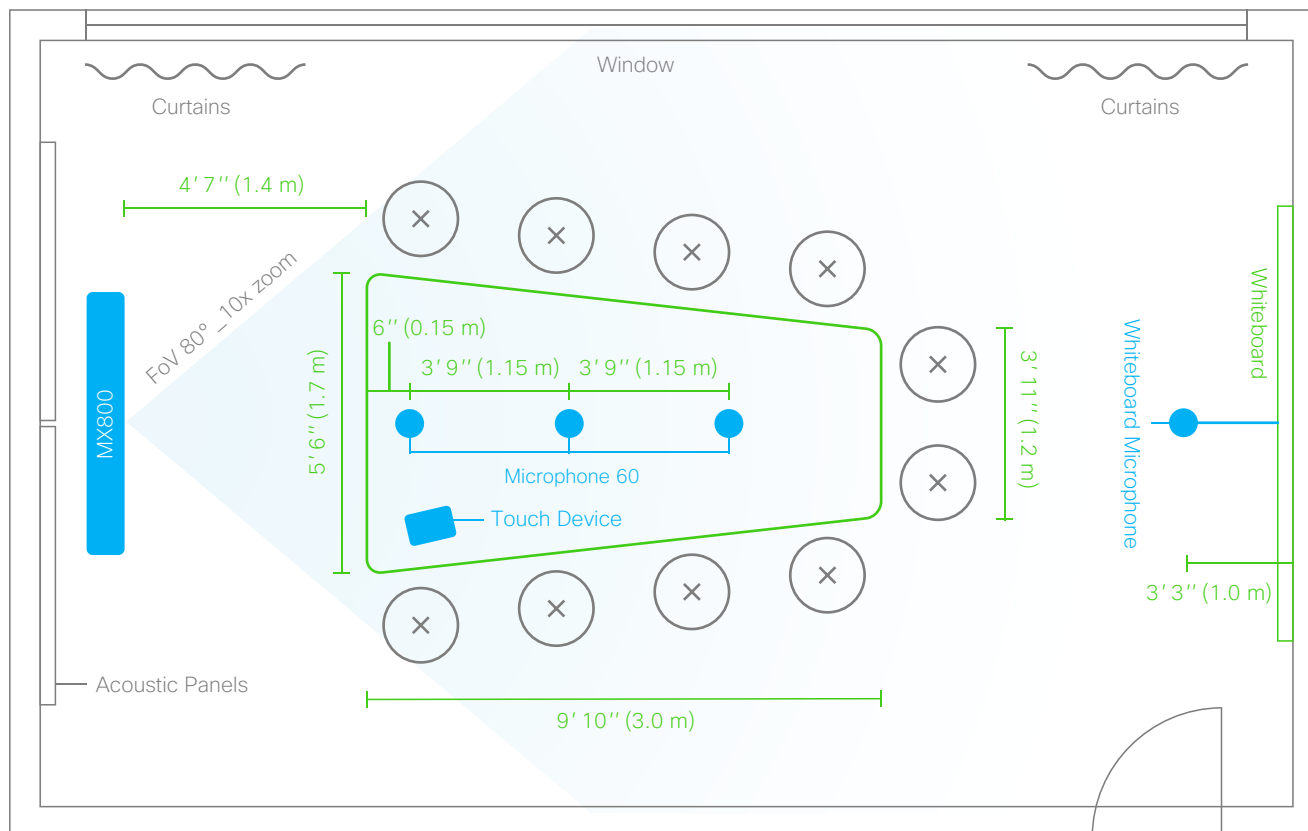 Window
Curtains
Curtains
4’ 7’’ (1.4 m)
FoV 80° _10x zoom
6’’ (0.15 m)
3’ 9’’ (1.15 m)
3’ 9’’ (1.15 m)
5’ 6’’ (1.7 m)
MX800
Microphone 60
Touch Device
3’ 11’’ (1.2 m)
Whiteboard Microphone
Whiteboard
3’ 3’’ (1.0 m)
Acoustic Panels
9’ 10’’ (3.0 m)